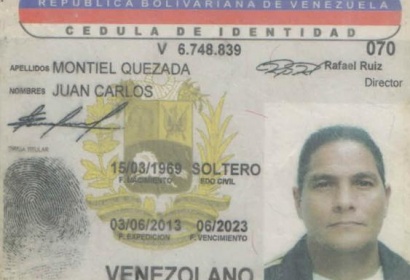 REPUBLICA BOLIVARIANA DE VENEZUELA
CEDULA DE IDENTIDAD
V 6.748.839 070
APELLIDOS MONTIEL QUEZADA Rafael Ruiz
Director
NOMBRES JUAN CARLOS
FIRMA TITULAR
15/03/1969 SOLTERO
F. NACIMIENTO EDO CIVIL
03/06/2013 06/2023
F. EXPEDICION F. VENCIMIENTO
VENEZOLANO